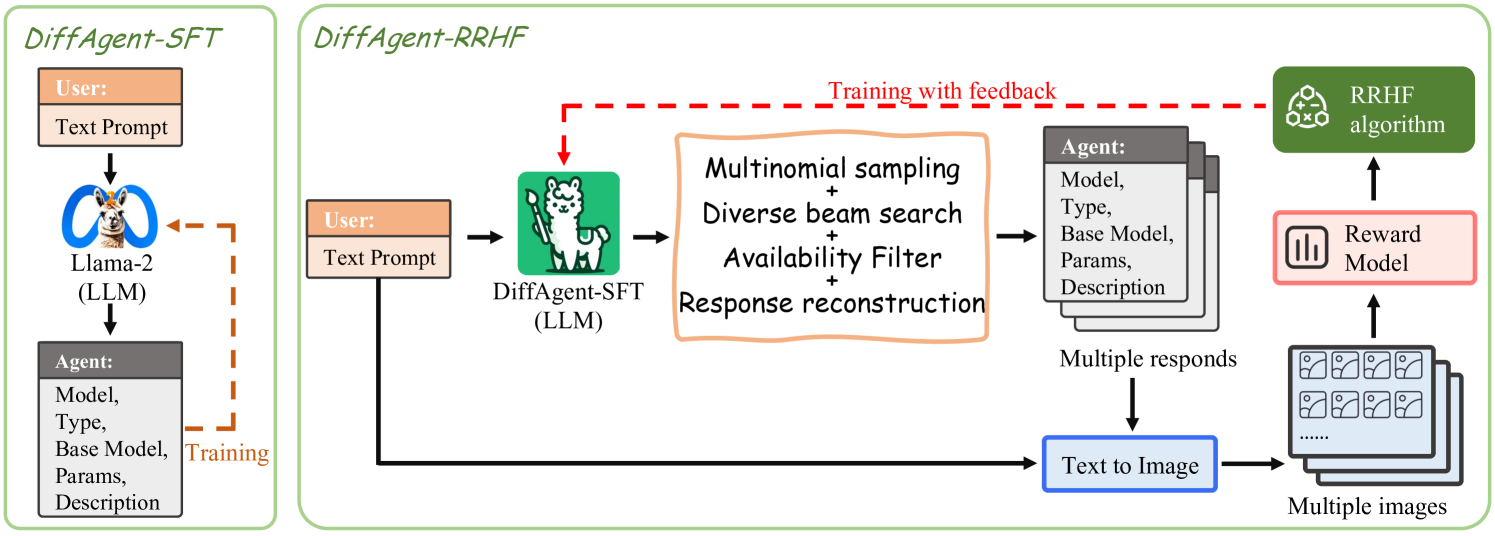 DiffAgent-SFT
User:
Text Prompt
Llama-2
(LLM)
Agent:
Model,
Type,
Base Model,
Params,
Description
Training
DiffAgent-RRHF
Training with feedback
User:
Text Prompt
DiffAgent-SFT
(LLM)
Multinomial sampling
+
Diverse beam search
+
Availability Filter
+
Response reconstruction
Agent:
Model,
Type,
Base Model,
Params,
Description
Multiple responds
Text to Image
......
Multiple images
Reward
Model
RRHF
algorithm